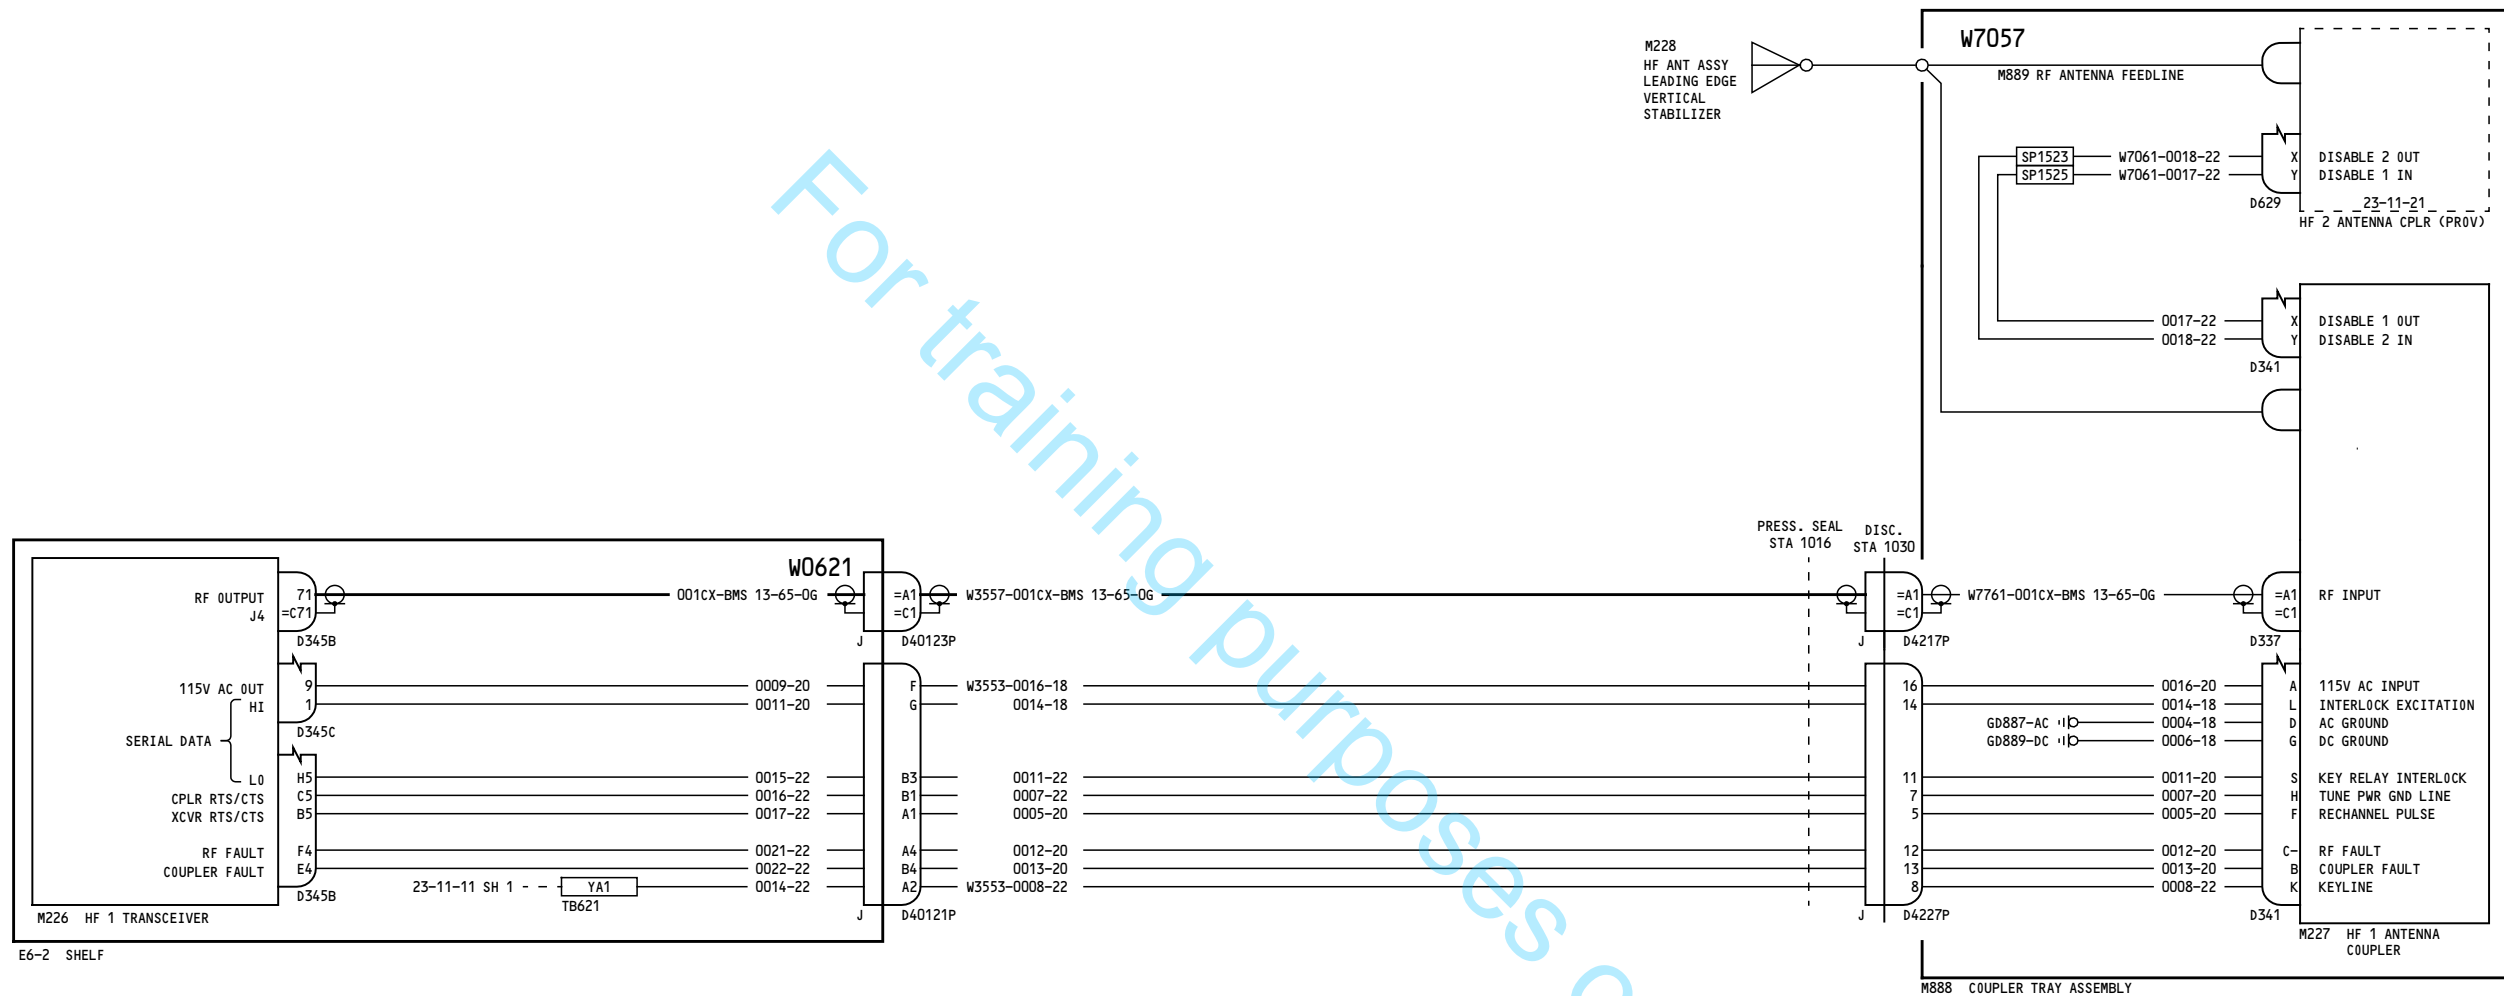 W7057
M228
HF ANT ASSY
LEADING EDGE
VERTICAL
STABILIZER
M889 RF ANTENNA FEEDLINE
SP1523 W7061-0018-22 X DISABLE 2 OUT
SP1525 W7061-0017-22 Y DISABLE 1 IN
D629 23-11-21
HF 2 ANTENNA CPLR (PROV)
0017-22 X DISABLE 1 OUT
0018-22 Y DISABLE 2 IN
D341
PRESS. SEAL
STA 1016
DISC.
STA 1030
W0621
RF OUTPUT 71 001CX-BMS 13-65-0G =A1 W3557-001CX-BMS 13-65-0G =A1 W7761-001CX-BMS 13-65-0G =A1 RF INPUT
J4 =C71 =C1 =C1 =C1
D345B J D40123P J D4217P D337
115V AC OUT 9 0009-20 F W3553-0016-18 16 0016-20 A 115V AC INPUT
HI 1 0011-20 G 0014-18 14 0014-18 L INTERLOCK EXCITATION
D345C GD887-AC 0004-18 D AC GROUND
SERIAL DATA GD889-DC 0006-18 G DC GROUND
LO H5 0015-22 B3 0011-22 11 0011-20 S KEY RELAY INTERLOCK
CPLR RTS/CTS C5 0016-22 B1 0007-22 7 0007-20 H TUNE PWR GND LINE
XCVR RTS/CTS B5 0017-22 A1 0005-20 5 0005-20 F RECHANNEL PULSE
RF FAULT F4 0021-22 A4 0012-20 12 0012-20 C- RF FAULT
COUPLER FAULT E4 0022-22 B4 0013-20 13 0013-20 B COUPLER FAULT
23-11-11 SH 1 YA1 0014-22 A2 W3553-0008-22 8 0008-22 K KEYLINE
D345B TB621
M226 HF 1 TRANSCEIVER J D40121P J D4227P D341
M227 HF 1 ANTENNA
COUPLER
E6-2 SHELF
M888 COUPLER TRAY ASSEMBLY
For training purposes